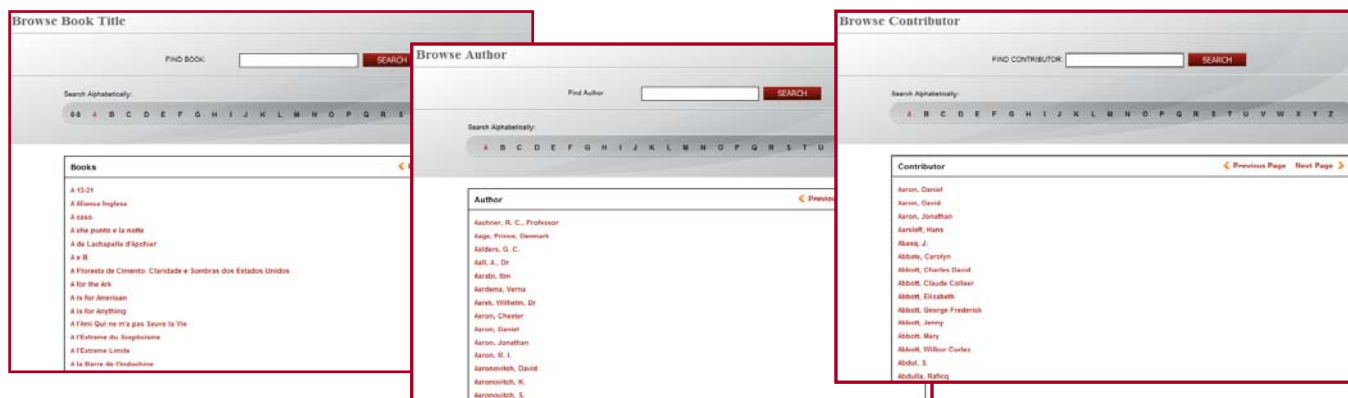 Browse Book Title
FIND BOOK:
SEARCH
Search Alphabetically:
0-9 A B C D E F G H I J K L M N O P Q R S
Books
A 13-21
A Alianca Inglesa
A caso
A che punto e la notte
A de Lachapelle d'Apchier
A e B
A Floresta de Cimento: Claridade e Sombras dos Estados Unidos
A for the Ark
A is for American
A is for Anything
A l'Ami Qui ne m'a pas Sauve la Vie
A l'Extreme du Scepticisme
A l'Extreme Limite
A la Barre de l'Indochine
Browse Author
Find Author
SEARCH
Search Alphabetically:
A B C D E F G H I J K L M N O P Q R S T U
Author
Previou
Aachner, R. C., Professor
Aage, Prince, Denmark
Aalders, G. C.
Aall, A., Dr
Aarabi, Ibn
Aardema, Verna
Aarek, Wilhelm, Dr
Aaron, Chester
Aaron, Daniel
Aaron, Jonathan
Aaron, R. I.
Aaronovitch, David
Aaronovitch, K.
Aaronovitch, S.
Browse Contributor
FIND CONTRIBUTOR:
SEARCH
Search Alphabetically:
A B C D E F G H I J K L M N O P Q R S T U V W X Y Z
Contributor
Previous Page Next Page
Aaron, Daniel
Aaron, David
Aaron, Jonathan
Aarsleff, Hans
Abasq, J.
Abbate, Carolyn
Abbott, Charles David
Abbott, Claude Colleer
Abbott, Elizabeth
Abbott, George Frederick
Abbott, Jenny
Abbott, Mary
Abbott, Wilbur Cortez
Abdul, S.
Abdulla, Raficq